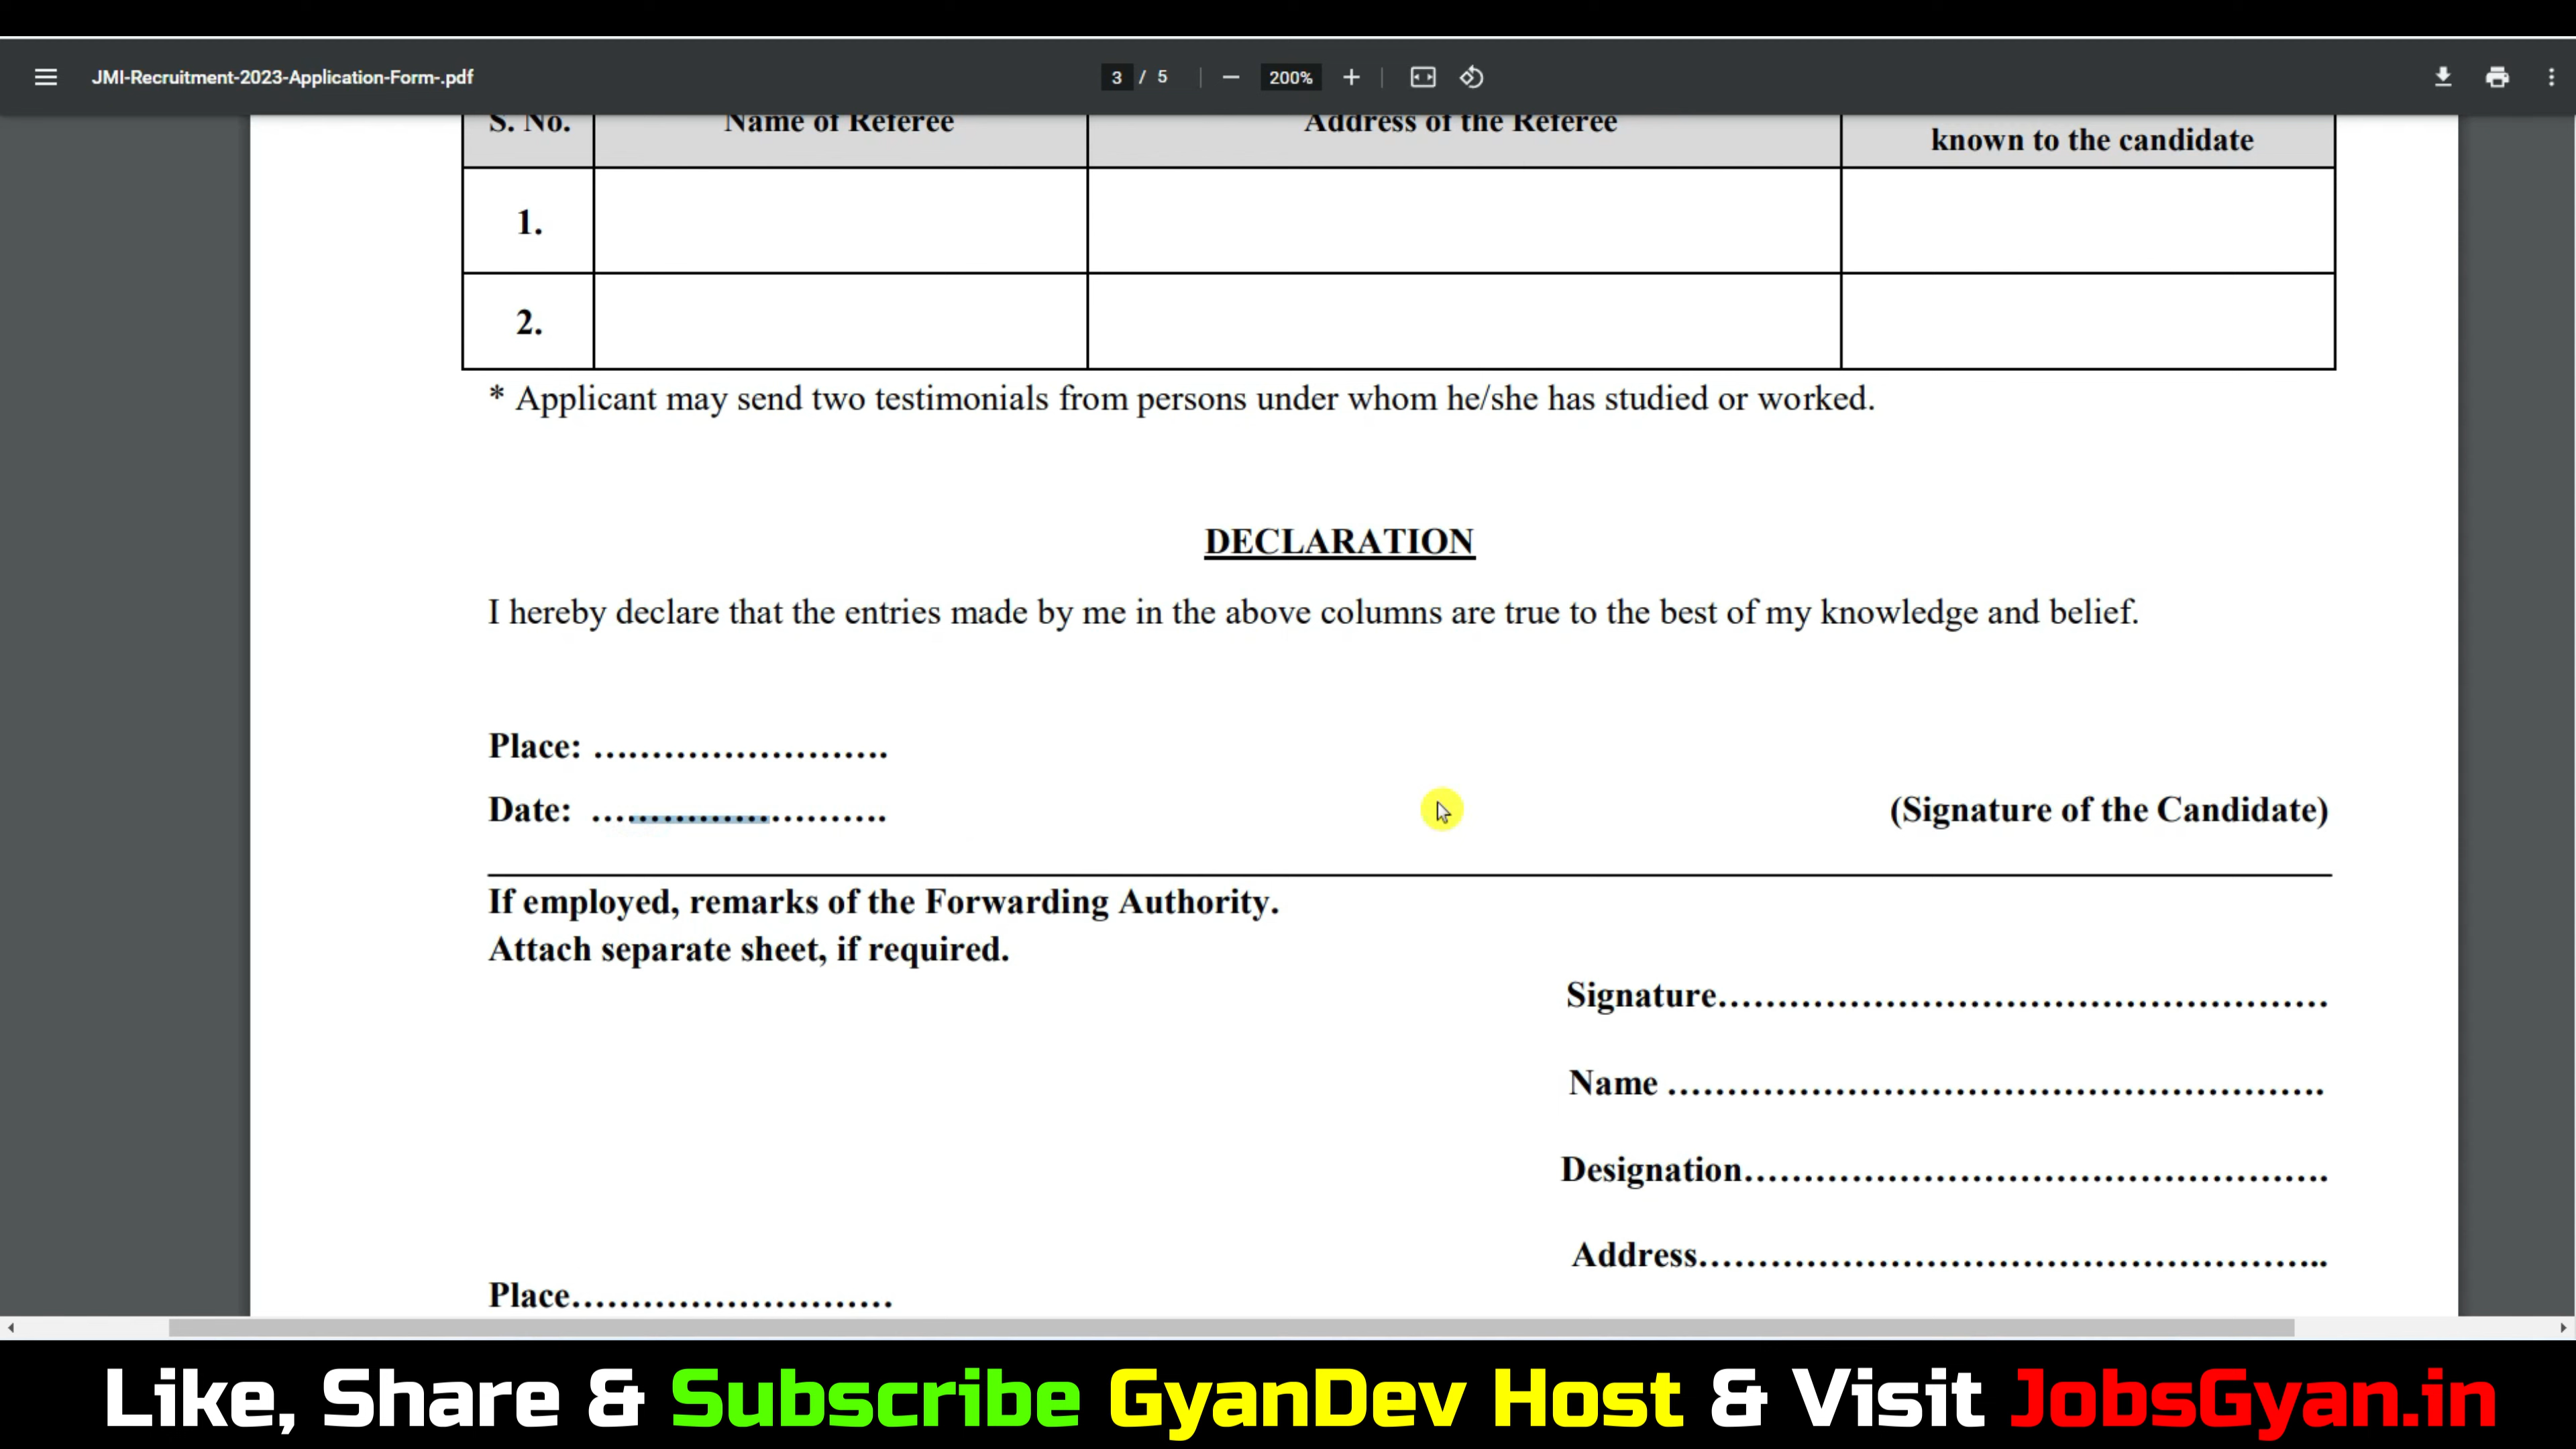 JMI-Recruitment-2023-Application-Form-.pdf
3 / 5
200%
S. No.
Name of Referee
Address of the Referee
known to the candidate
1.
2.
* Applicant may send two testimonials from persons under whom he/she has studied or worked.
DECLARATION
I hereby declare that the entries made by me in the above columns are true to the best of my knowledge and belief.
Place: …………………….
Date: …………………….
(Signature of the Candidate)
If employed, remarks of the Forwarding Authority.
Attach separate sheet, if required.
Signature…………………………………………….
Name ……………………………………………….
Designation………………………………………….
Address……………………………………………..
Place……………………….
Like, Share & Subscribe GyanDev Host & Visit JobsGyan.in